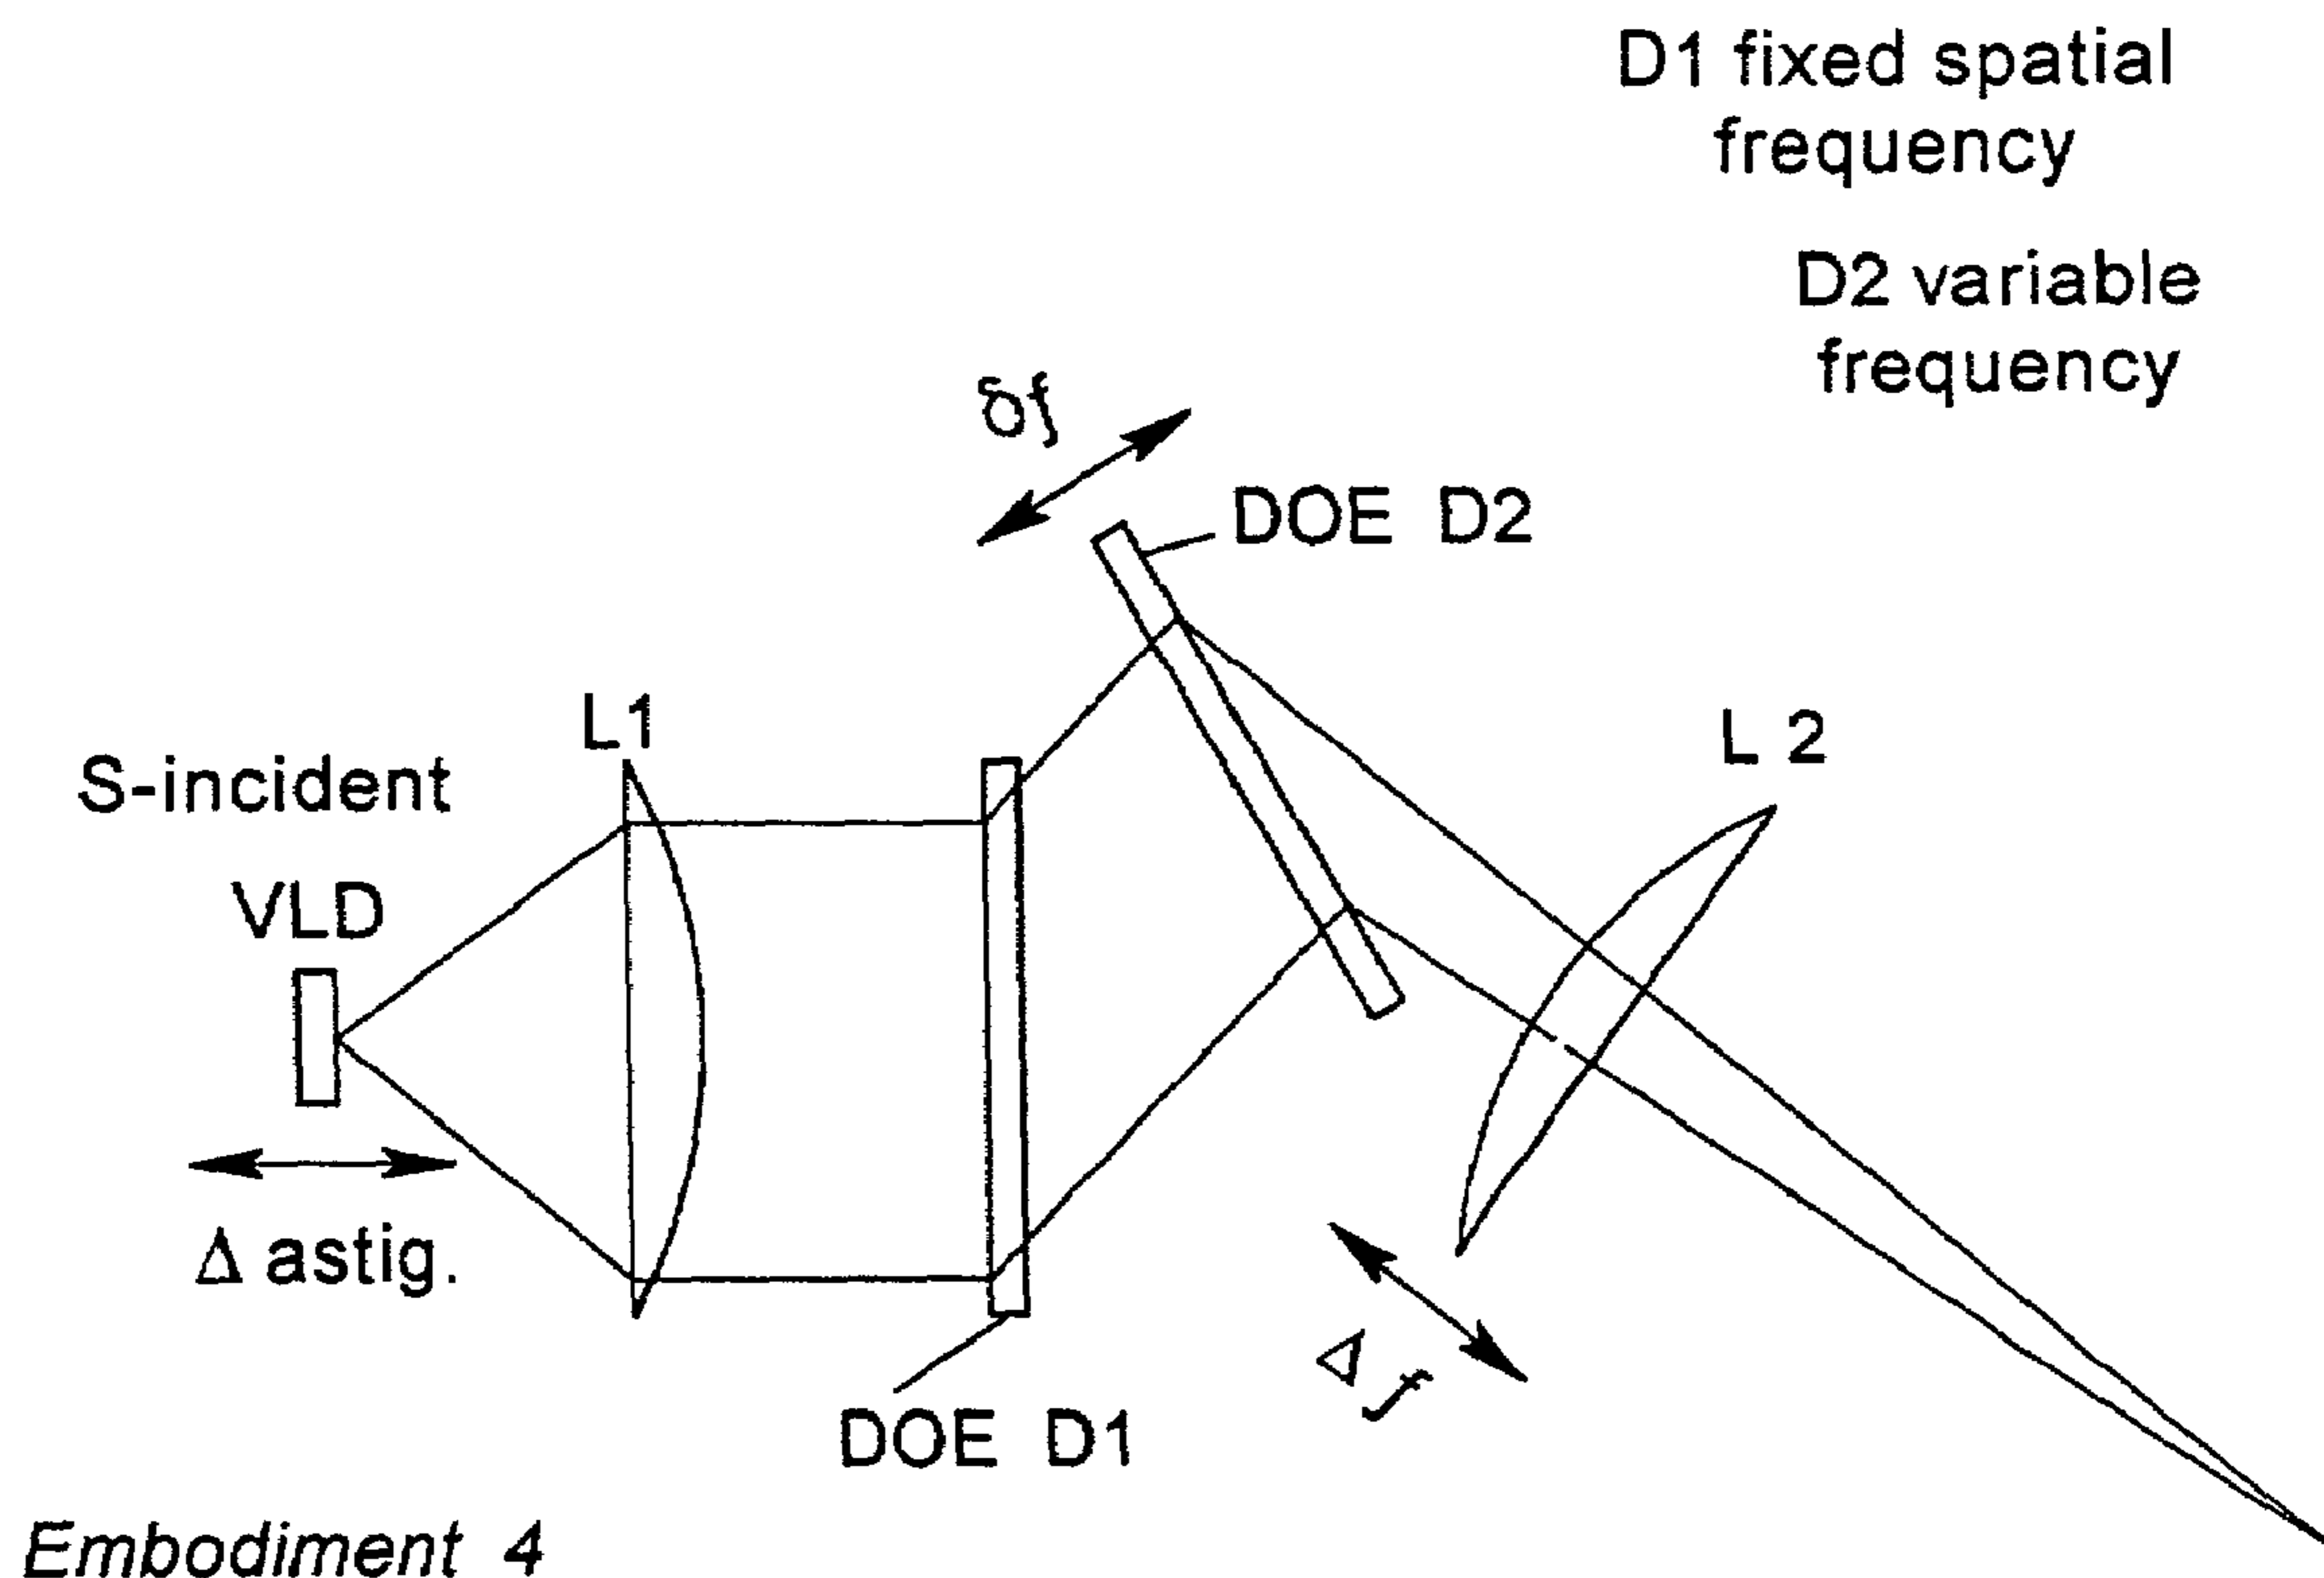 D1 fixed spatial
frequency
D2 variable
frequency
δf
DOE D2
L1
L 2
S-incident
VLD
Δ astig.
Δ f
DOE D1
Embodiment 4